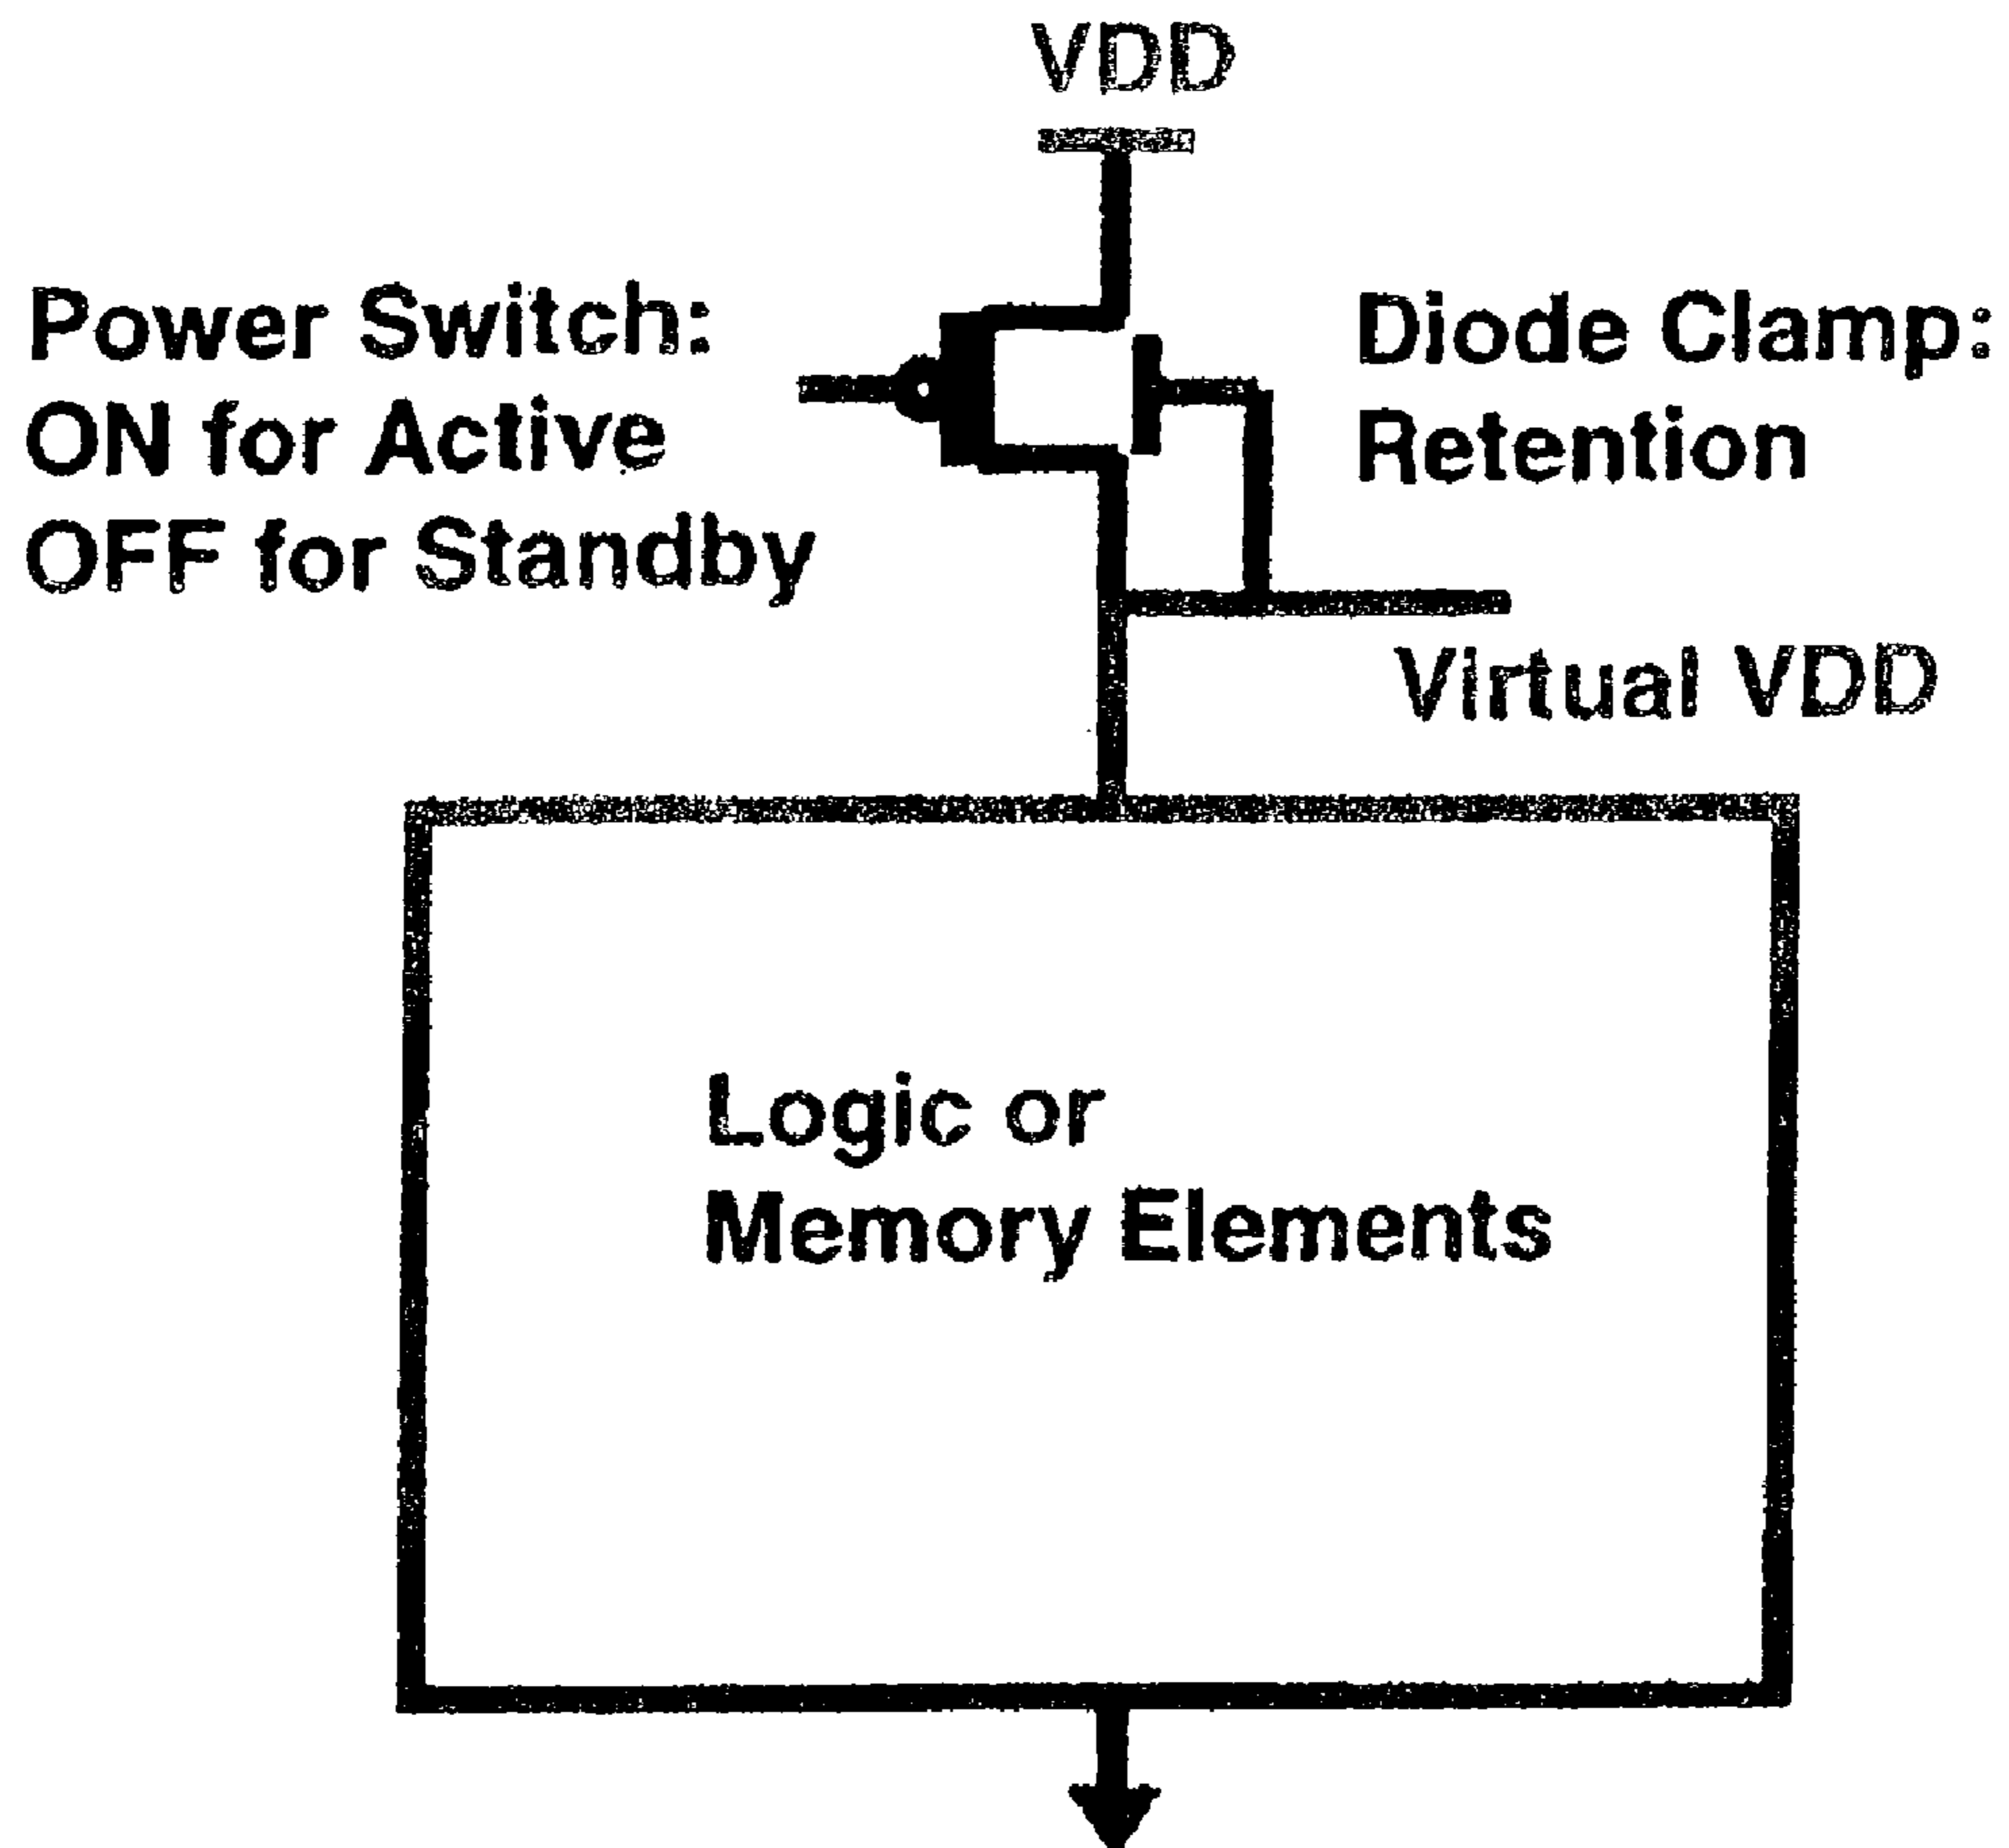 VDD
Power Switch:
ON for Active
OFF for Standby
Diode Clamp:
Retention
Virtual VDD
Logic or
Memory Elements